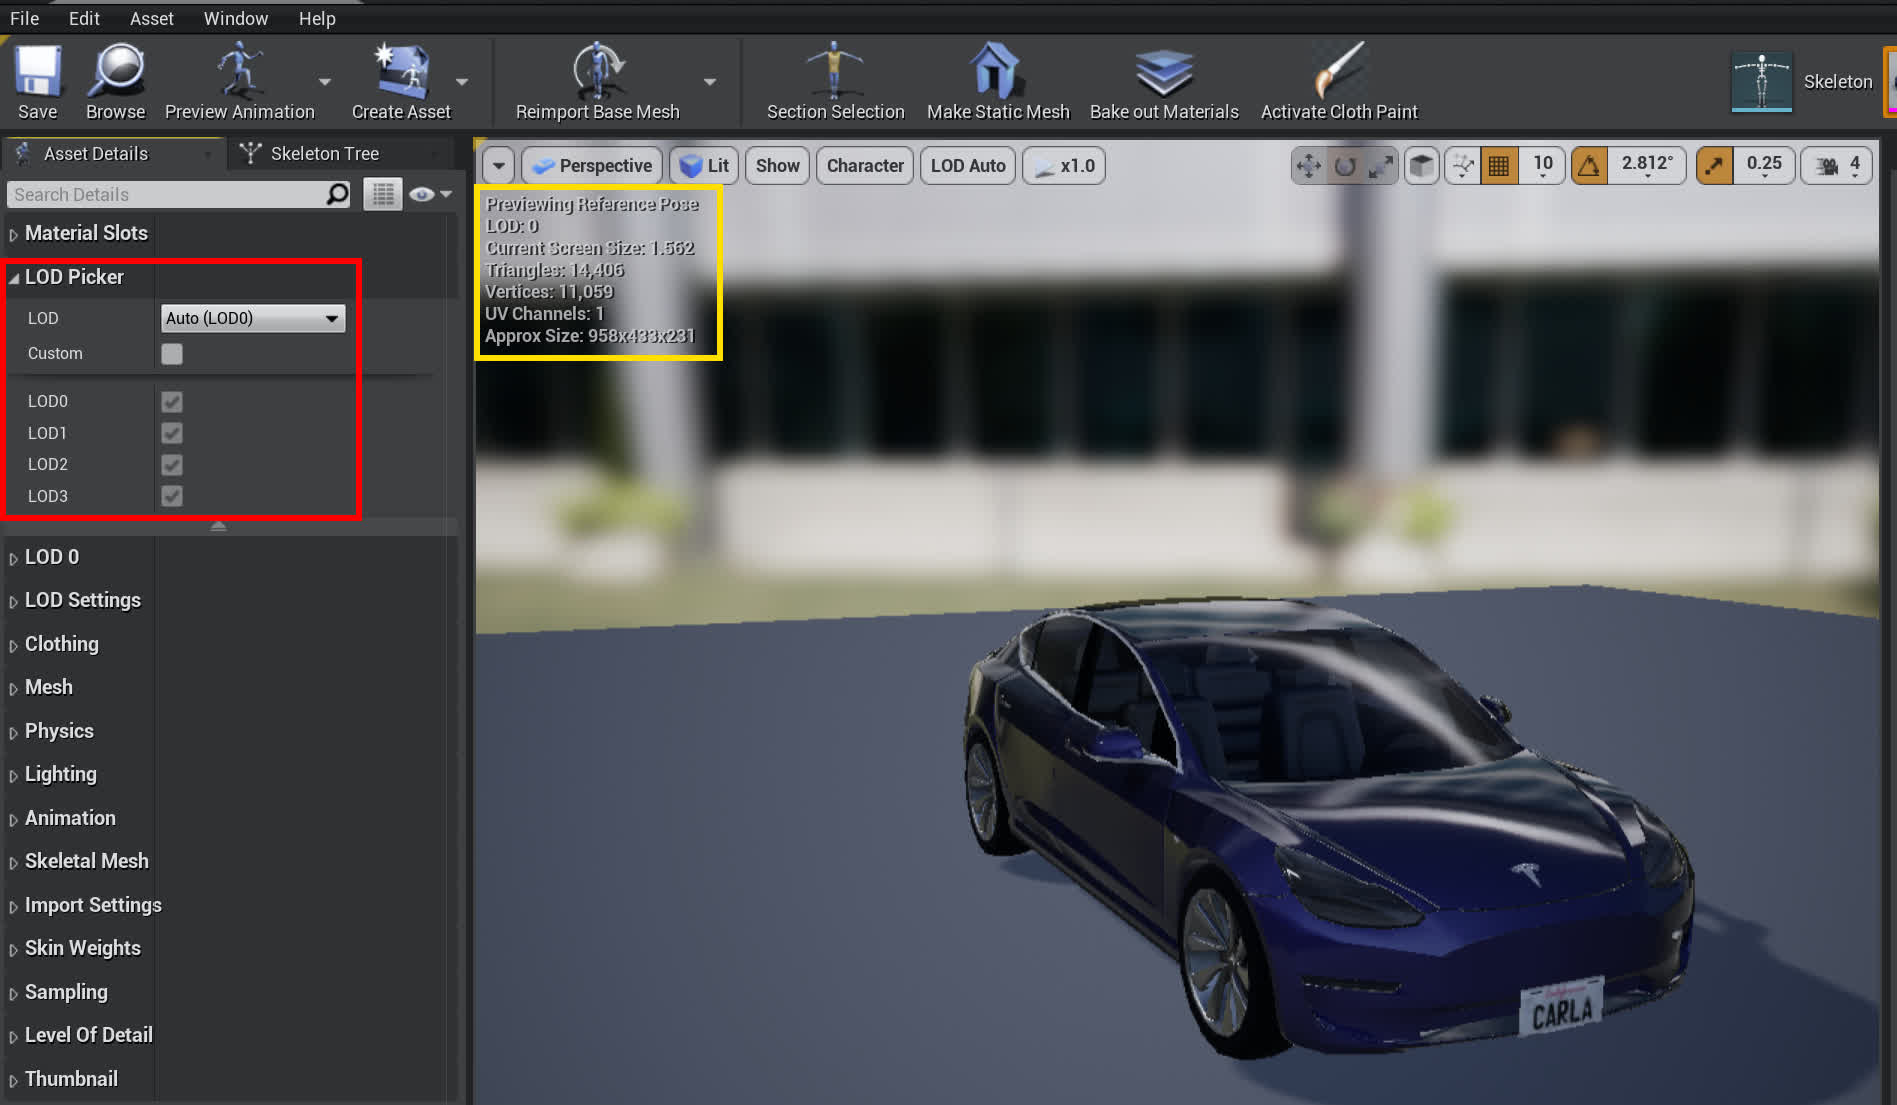 File Edit Asset Window Help
Save Browse Preview Animation Create Asset Reimport Base Mesh Section Selection Make Static Mesh Bake out Materials Activate Cloth Paint Skeleton
Asset Details Skeleton Tree
Search Details
Material Slots
LOD Picker
LOD Auto (LOD0)
Custom
LOD0
LOD1
LOD2
LOD3
LOD 0
LOD Settings
Clothing
Mesh
Physics
Lighting
Animation
Skeletal Mesh
Import Settings
Skin Weights
Sampling
Level Of Detail
Thumbnail
Perspective Lit Show Character LOD Auto x1.0 10 2.812° 0.25 4
Previewing Reference Pose
LOD: 0
Current Screen Size: 1.562
Triangles: 14,406
Vertices: 11,059
UV Channels: 1
Approx Size: 958x433x231
CARLA